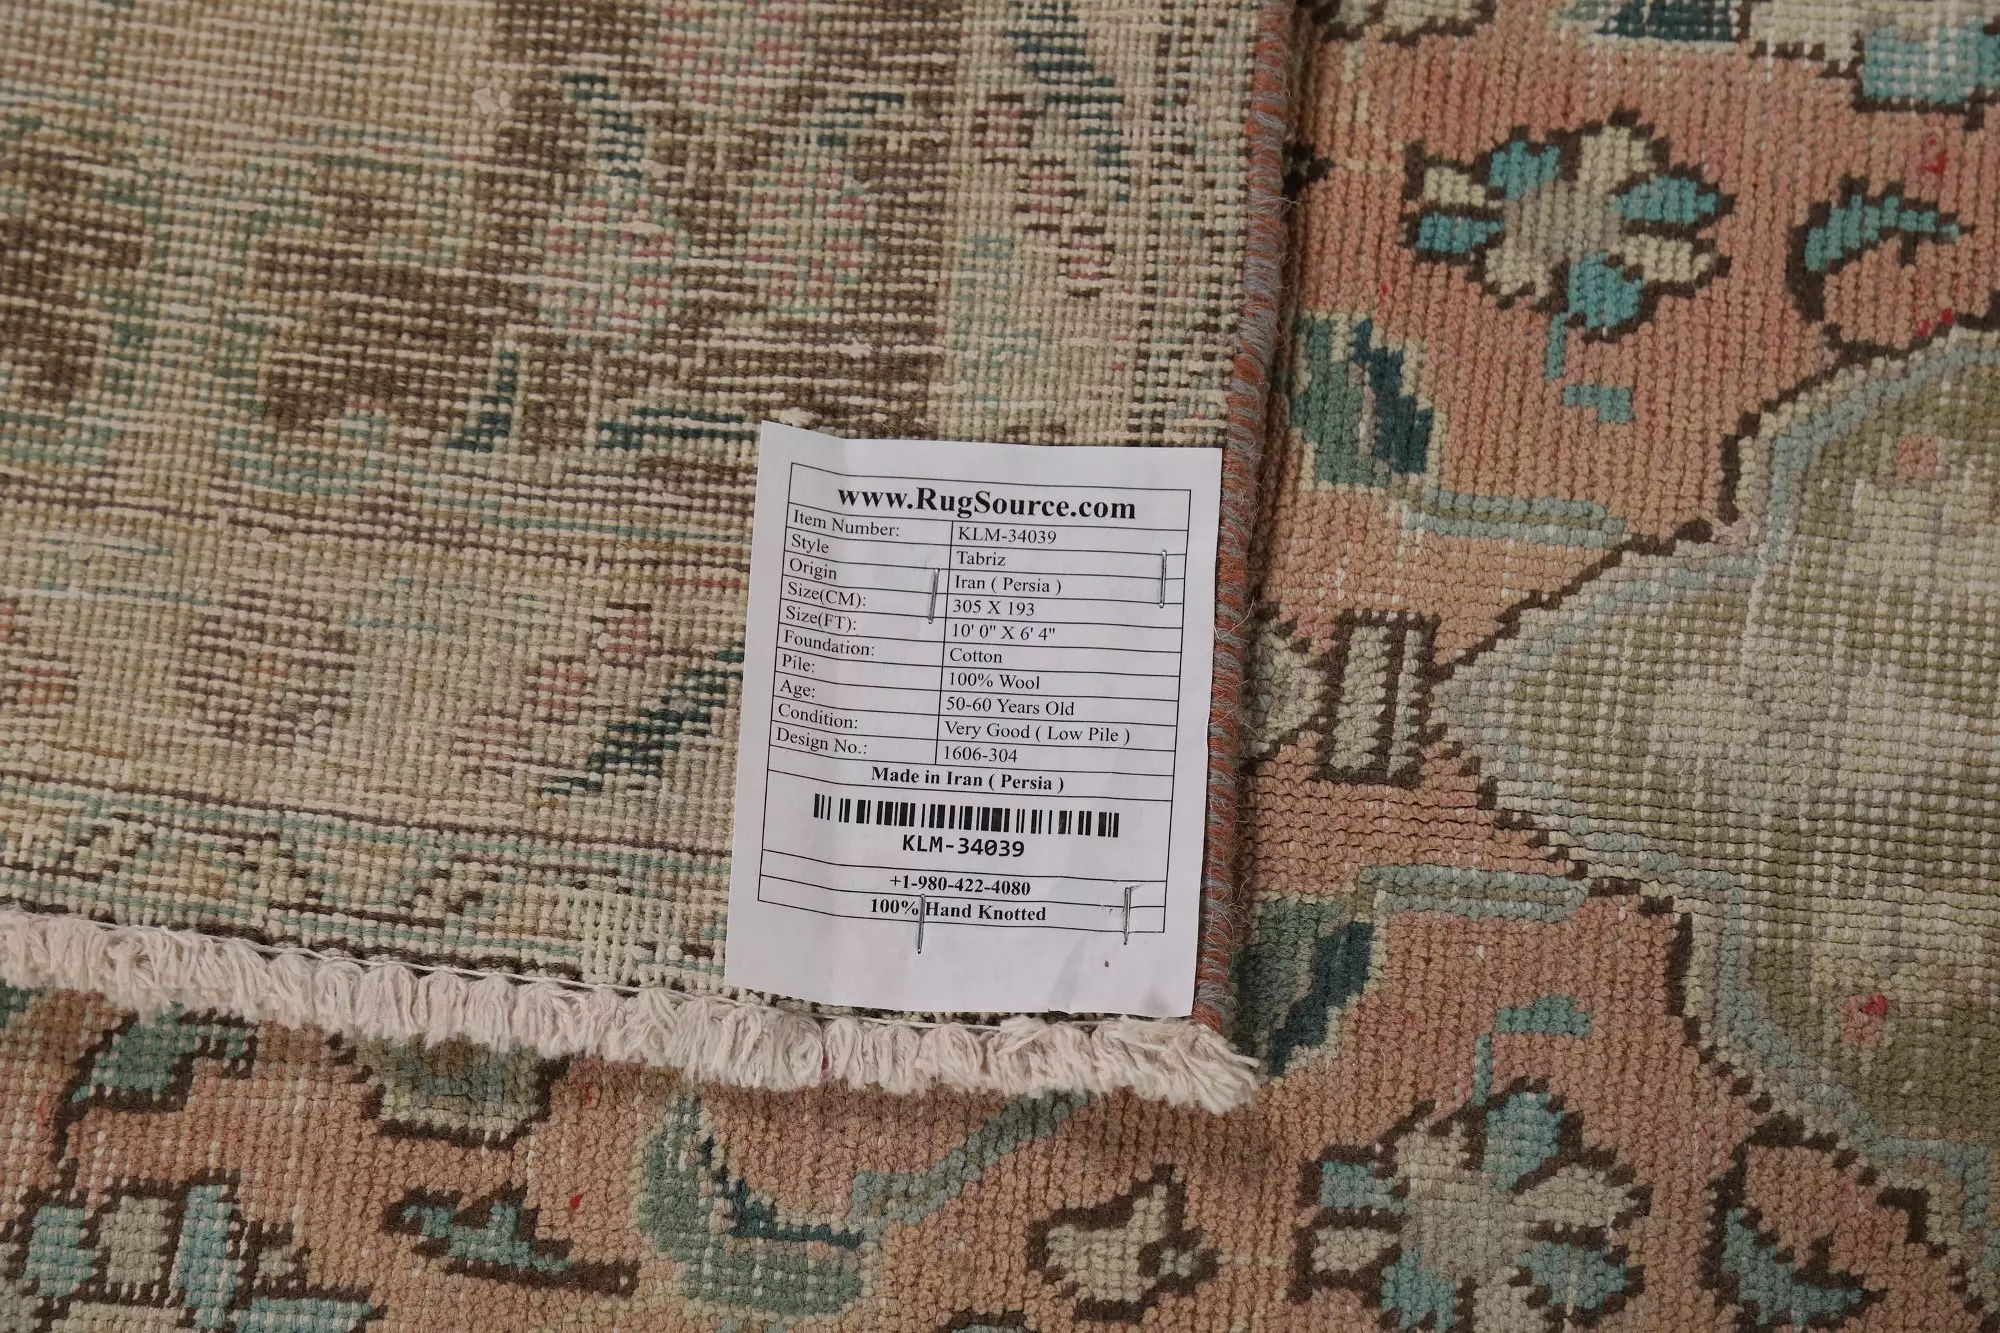 www.RugSource.com
Item Number: KLM-34039
Style Tabriz
Origin Iran ( Persia )
Size(CM): 305 X 193
Size(FT): 10' 0" X 6' 4"
Foundation: Cotton
Pile: 100% Wool
Age: 50-60 Years Old
Condition: Very Good ( Low Pile )
Design No.: 1606-304
Made in Iran ( Persia )
KLM-34039
+1-980-422-4080
100% Hand Knotted